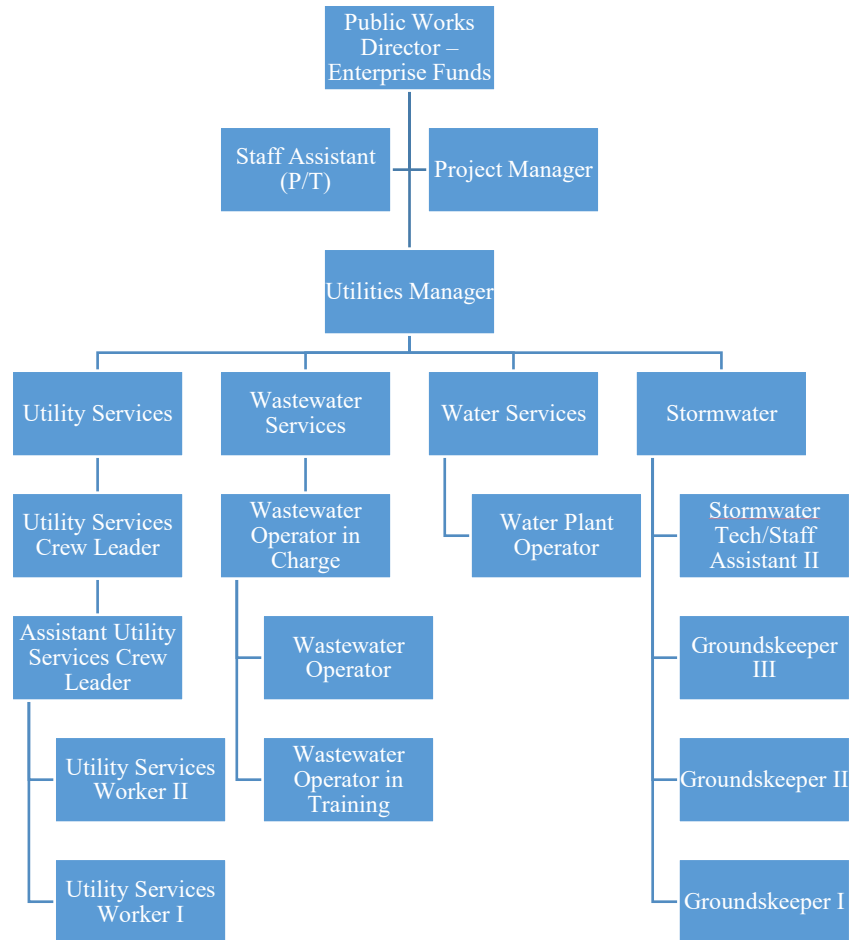 Public Works
Director –
Enterprise Funds
Staff Assistant
(P/T)
Project Manager
Utilities Manager
Utility Services
Wastewater
Services
Water Services
Stormwater
Utility Services
Crew Leader
Wastewater
Operator in
Charge
Water Plant
Operator
Stormwater
Tech/Staff
Assistant II
Assistant Utility
Services Crew
Leader
Wastewater
Operator
Groundskeeper
III
Utility Services
Worker II
Wastewater
Operator in
Training
Groundskeeper II
Utility Services
Worker I
Groundskeeper I